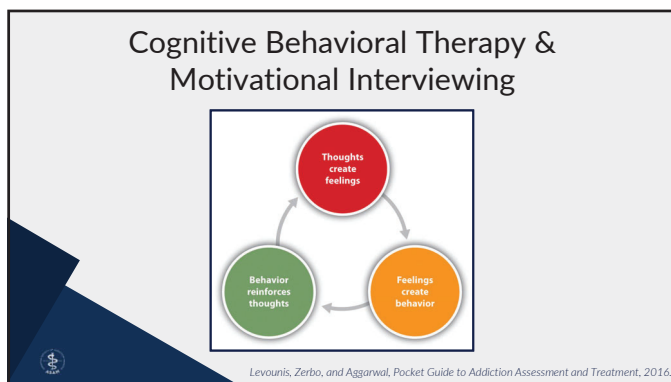 Cognitive Behavioral Therapy &
Motivational Interviewing
Thoughts
create
feelings
Behavior
reinforces
thoughts
Feelings
create
behavior
ASAM
Levounis, Zerbo, and Aggarwal, Pocket Guide to Addiction Assessment and Treatment, 2016.